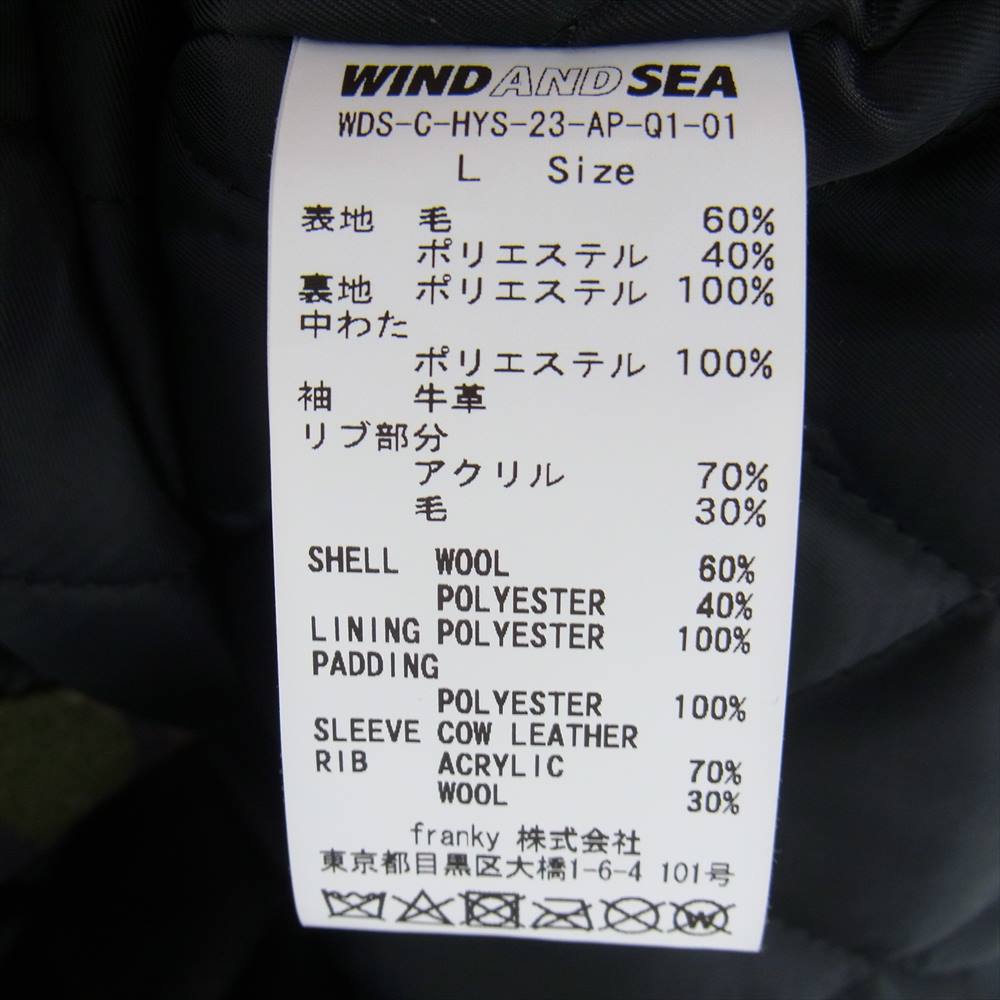 WIND AND SEA
WDS-C-HYS-23-AP-Q1-01
L Size
表地 毛 60%
ポリエステル 40%
裏地 ポリエステル 100%
中わた
ポリエステル 100%
袖 牛革
リブ部分
アクリル 70%
毛 30%
SHELL WOOL 60%
POLYESTER 40%
LINING POLYESTER 100%
PADDING
POLYESTER 100%
SLEEVE COW LEATHER
RIB ACRYLIC 70%
WOOL 30%
franky 株式会社
東京都目黒区大橋1-6-4 101号
W